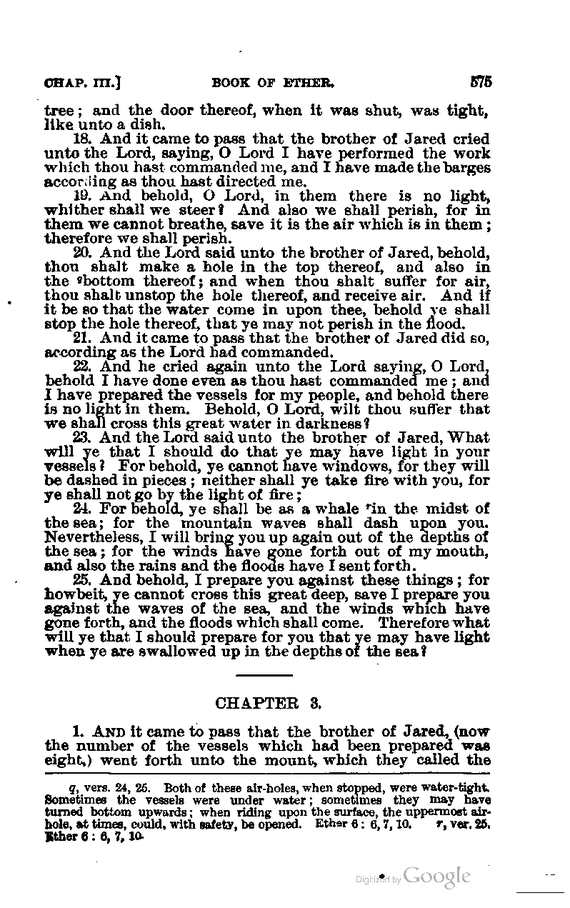 CHAP. III.] BOOK OF ETHER. 575
tree; and the door thereof, when it was shut, was tight,
like unto a dish.
18. And it came to pass that the brother of Jared cried
unto the Lord, saying, O Lord I have performed the work
which thou hast commanded me, and I have made the barges
according as thou hast directed me.
19. And behold, O Lord, in them there is no light,
whither shall we steer? And also we shall perish, for in
them we cannot breathe, save it is the air which is in them;
therefore we shall perish.
20. And the Lord said unto the brother of Jared, behold,
thou shalt make a hole in the top thereof, and also in
the qbottom thereof; and when thou shalt suffer for air,
thou shalt unstop the hole thereof, and receive air. And if
it be so that the water come in upon thee, behold ye shall
stop the hole thereof, that ye may not perish in the flood.
21. And it came to pass that the brother of Jared did so,
according as the Lord had commanded.
22. And he cried again unto the Lord saying, O Lord,
behold I have done even as thou hast commanded me; and
I have prepared the vessels for my people, and behold there
is no light in them. Behold, O Lord, wilt thou suffer that
we shall cross this great water in darkness?
23. And the Lord said unto the brother of Jared, What
will ye that I should do that ye may have light in your
vessels? For behold, ye cannot have windows, for they will
be dashed in pieces; neither shall ye take fire with you, for
ye shall not go by the light of fire;
24. For behold, ye shall be as a whale rin the midst of
the sea; for the mountain waves shall dash upon you.
Nevertheless, I will bring you up again out of the depths of
the sea; for the winds have gone forth out of my mouth,
and also the rains and the floods have I sent forth.
25. And behold, I prepare you against these things; for
howbeit, ye cannot cross this great deep, save I prepare you
against the waves of the sea, and the winds which have
gone forth, and the floods which shall come. Therefore what
will ye that I should prepare for you that ye may have light
when ye are swallowed up in the depths of the sea?
CHAPTER 3.
1. AND it came to pass that the brother of Jared, (now
the number of the vessels which had been prepared was
eight,) went forth unto the mount, which they called the
q, vers. 24, 25. Both of these air-holes, when stopped, were water-tight.
Sometimes the vessels were under water; sometimes they may have
turned bottom upwards; when riding upon the surface, the uppermost air-
hole, at times, could, with safety, be opened. Ether 6: 6, 7, 10. r, ver. 25.
Ether 6: 6, 7, 10.
Digitized by Google